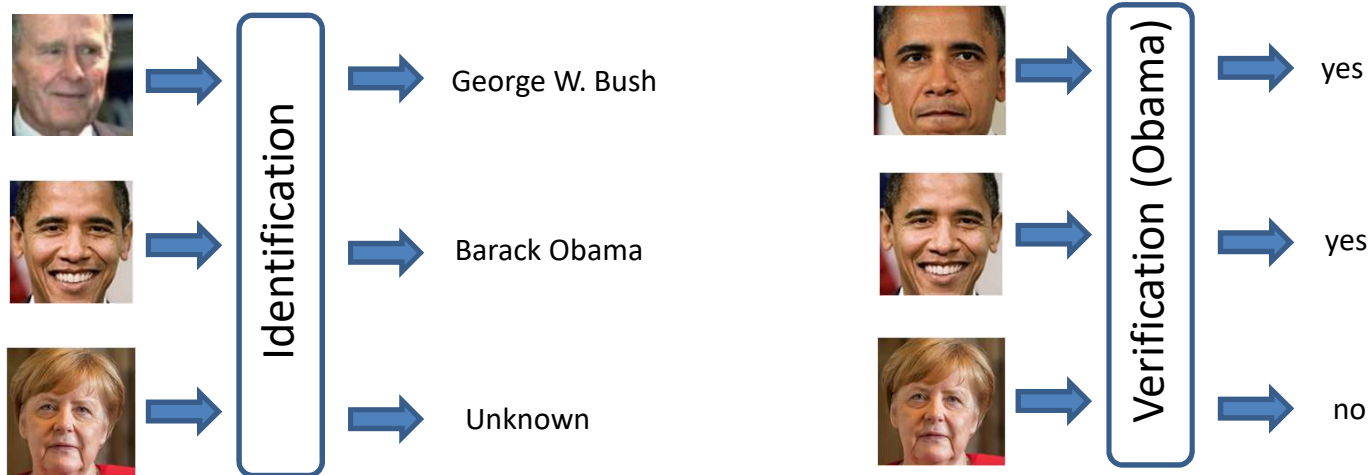 Identification
George W. Bush
Barack Obama
Unknown
Verification (Obama)
yes
yes
no